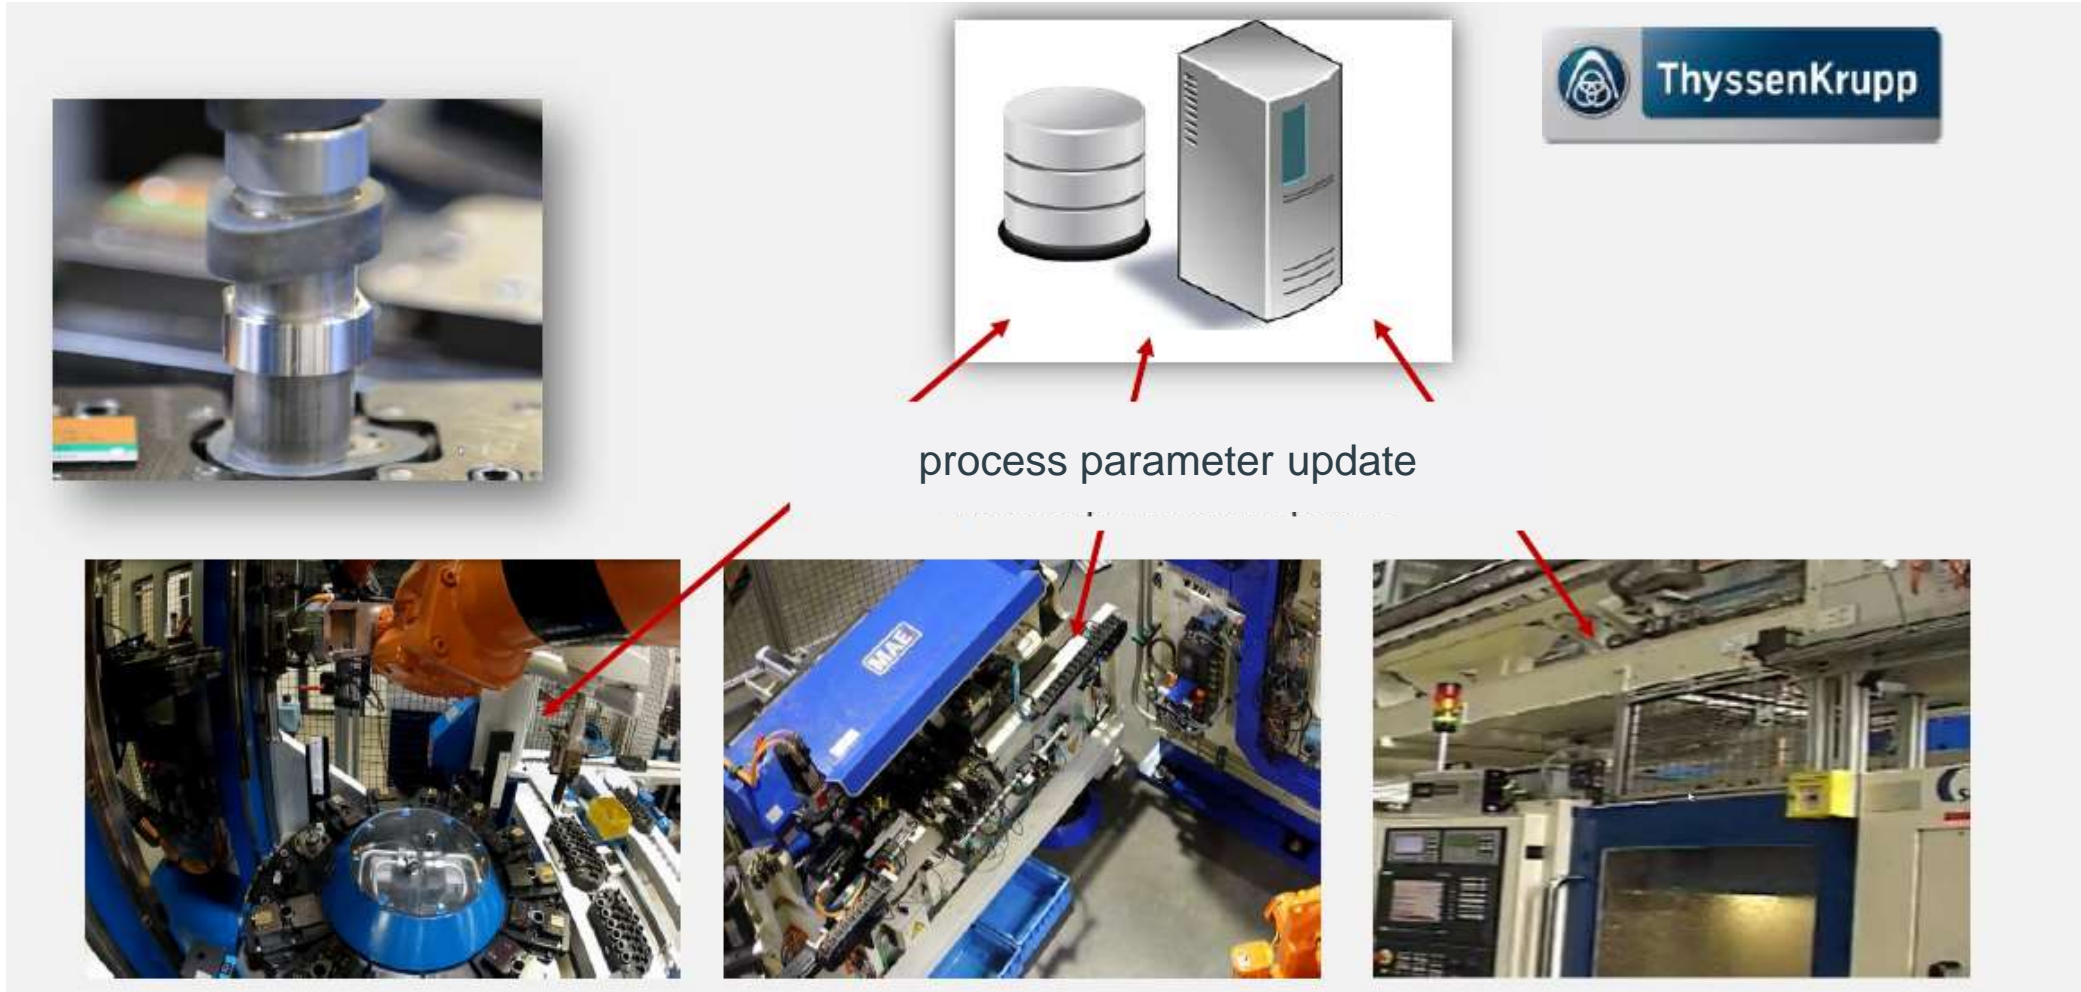 ThyssenKrupp
process parameter update
MAE